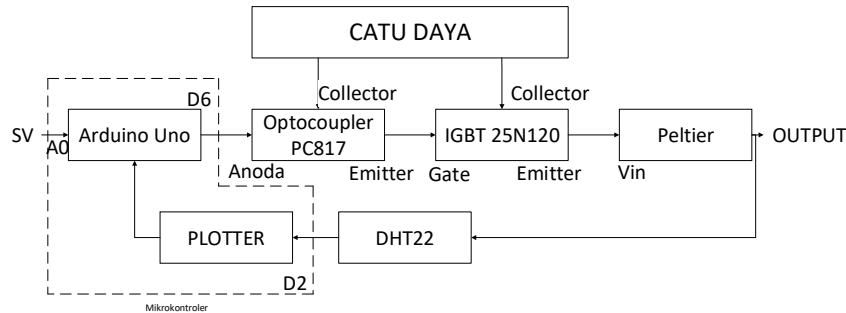 CATU DAYA
D6
Collector
Collector
SV
A0
Arduino Uno
Optocoupler
PC817
IGBT 25N120
Peltier
OUTPUT
Anoda
Emitter
Gate
Emitter
Vin
PLOTTER
DHT22
D2
Mikrokontroler